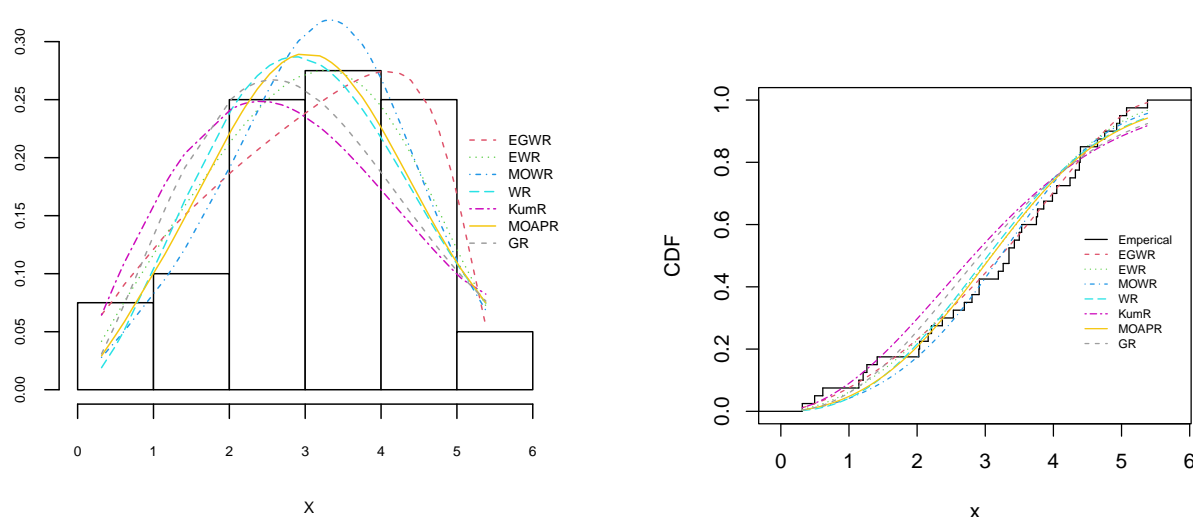 0.30
0.25
0.20
0.15
0.10
0.05
0.00
0 1 2 3 4 5 6
X
EGWR
EWR
MOWR
WR
KumR
MOAPR
GR
CDF
1.0
0.8
0.6
0.4
0.2
0.0
0 1 2 3 4 5 6
x
Emperical
EGWR
EWR
MOWR
WR
KumR
MOAPR
GR